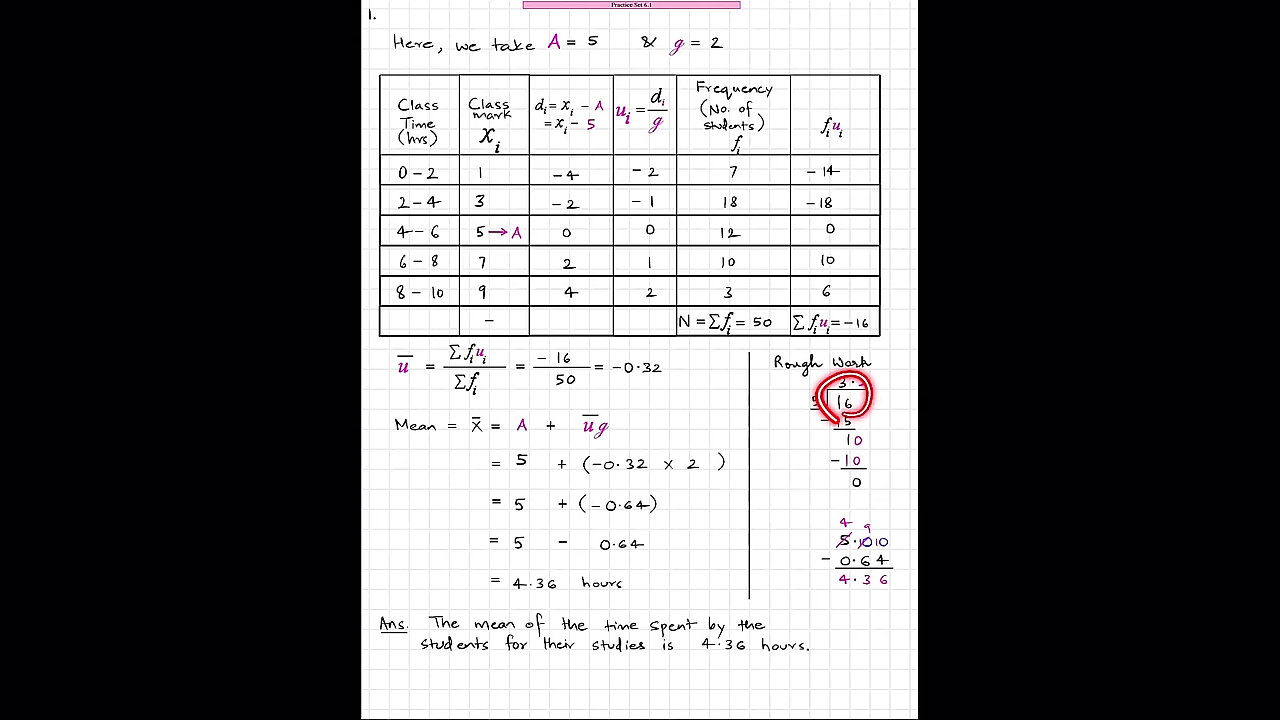 Practice Set 6.1
1.
Here, we take A = 5 & g = 2
Class Time (hrs) | Class mark xᵢ | dᵢ = xᵢ − A = xᵢ − 5 | uᵢ = dᵢ/g | Frequency (No. of students) fᵢ | fᵢuᵢ
0 − 2 | 1 | −4 | −2 | 7 | −14
2 − 4 | 3 | −2 | −1 | 18 | −18
4 − 6 | 5 → A | 0 | 0 | 12 | 0
6 − 8 | 7 | 2 | 1 | 10 | 10
8 − 10 | 9 | 4 | 2 | 3 | 6
− | N = Σfᵢ = 50 | Σfᵢuᵢ = −16
u̅ = Σfᵢuᵢ / Σfᵢ = −16 / 50 = −0.32
Mean = x̄ = A + u̅g
= 5 + (−0.32 × 2 )
= 5 + (−0.64)
= 5 − 0.64
= 4.36 hours
Rough Work
3.
16
− 15
10
− 10
0
4 9
5.1010
− 0.64
4.36
Ans. The mean of the time spent by the
students for their studies is 4.36 hours.